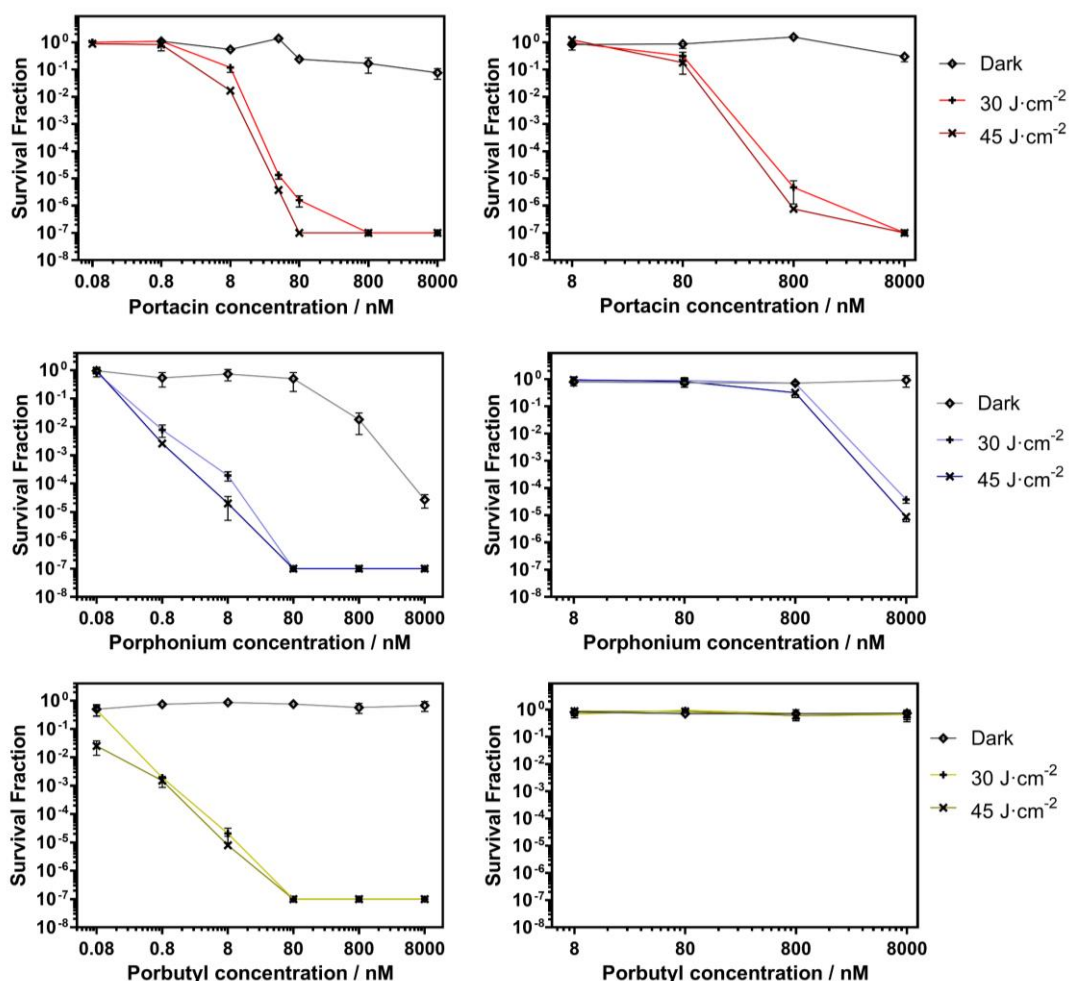 Survival Fraction
10⁰
10⁻¹
10⁻²
10⁻³
10⁻⁴
10⁻⁵
10⁻⁶
10⁻⁷
10⁻⁸
0.08 0.8 8 80 800 8000
Portacin concentration / nM
Survival Fraction
10⁰
10⁻¹
10⁻²
10⁻³
10⁻⁴
10⁻⁵
10⁻⁶
10⁻⁷
10⁻⁸
8 80 800 8000
Portacin concentration / nM
Dark
30 J·cm⁻²
45 J·cm⁻²
Survival Fraction
10⁰
10⁻¹
10⁻²
10⁻³
10⁻⁴
10⁻⁵
10⁻⁶
10⁻⁷
10⁻⁸
0.08 0.8 8 80 800 8000
Porphonium concentration / nM
Survival Fraction
10⁰
10⁻¹
10⁻²
10⁻³
10⁻⁴
10⁻⁵
10⁻⁶
10⁻⁷
10⁻⁸
8 80 800 8000
Porphonium concentration / nM
Dark
30 J·cm⁻²
45 J·cm⁻²
Survival Fraction
10⁰
10⁻¹
10⁻²
10⁻³
10⁻⁴
10⁻⁵
10⁻⁶
10⁻⁷
10⁻⁸
0.08 0.8 8 80 800 8000
Porbutyl concentration / nM
Survival Fraction
10⁰
10⁻¹
10⁻²
10⁻³
10⁻⁴
10⁻⁵
10⁻⁶
10⁻⁷
10⁻⁸
8 80 800 8000
Porbutyl concentration / nM
Dark
30 J·cm⁻²
45 J·cm⁻²